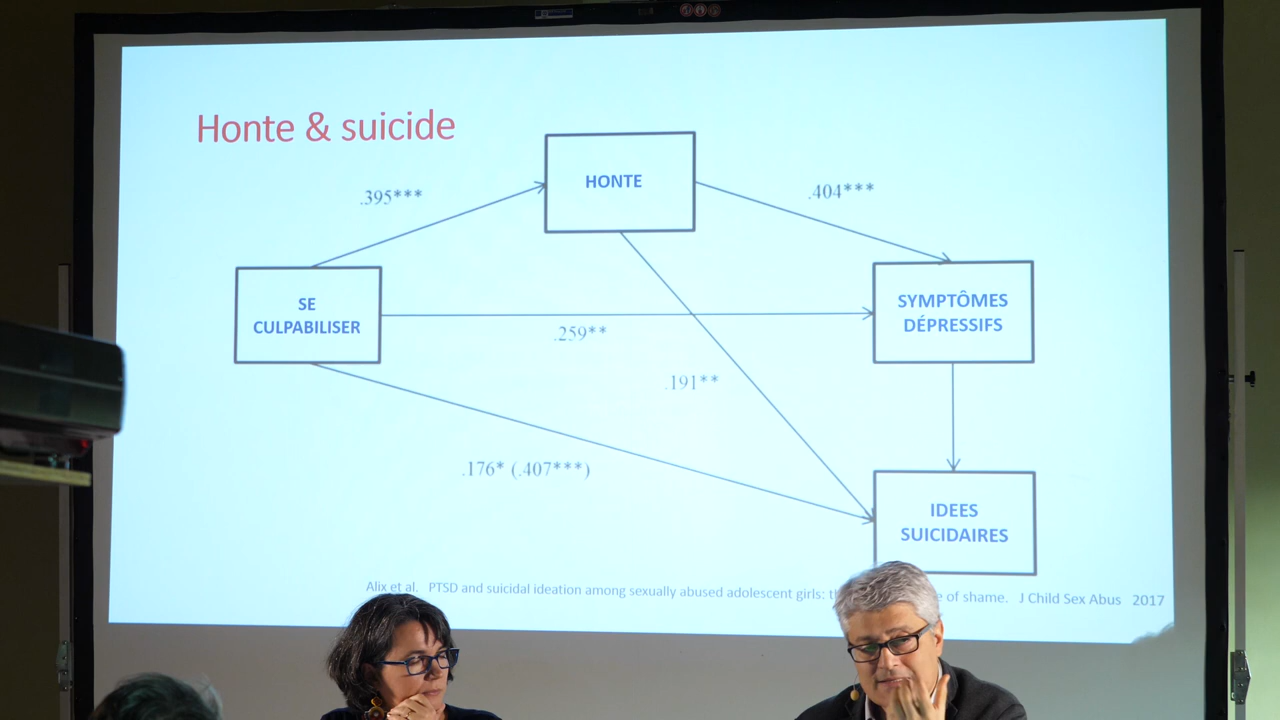 Honte & suicide
HONTE
.395***
.404***
SE
CULPABILISER
SYMPTÔMES
DÉPRESSIFS
.259**
.191**
.176* (.407***)
IDEES
SUICIDAIRES
Alix et al. PTSD and suicidal ideation among sexually abused adolescent girls: e of shame. J Child Sex Abus 2017